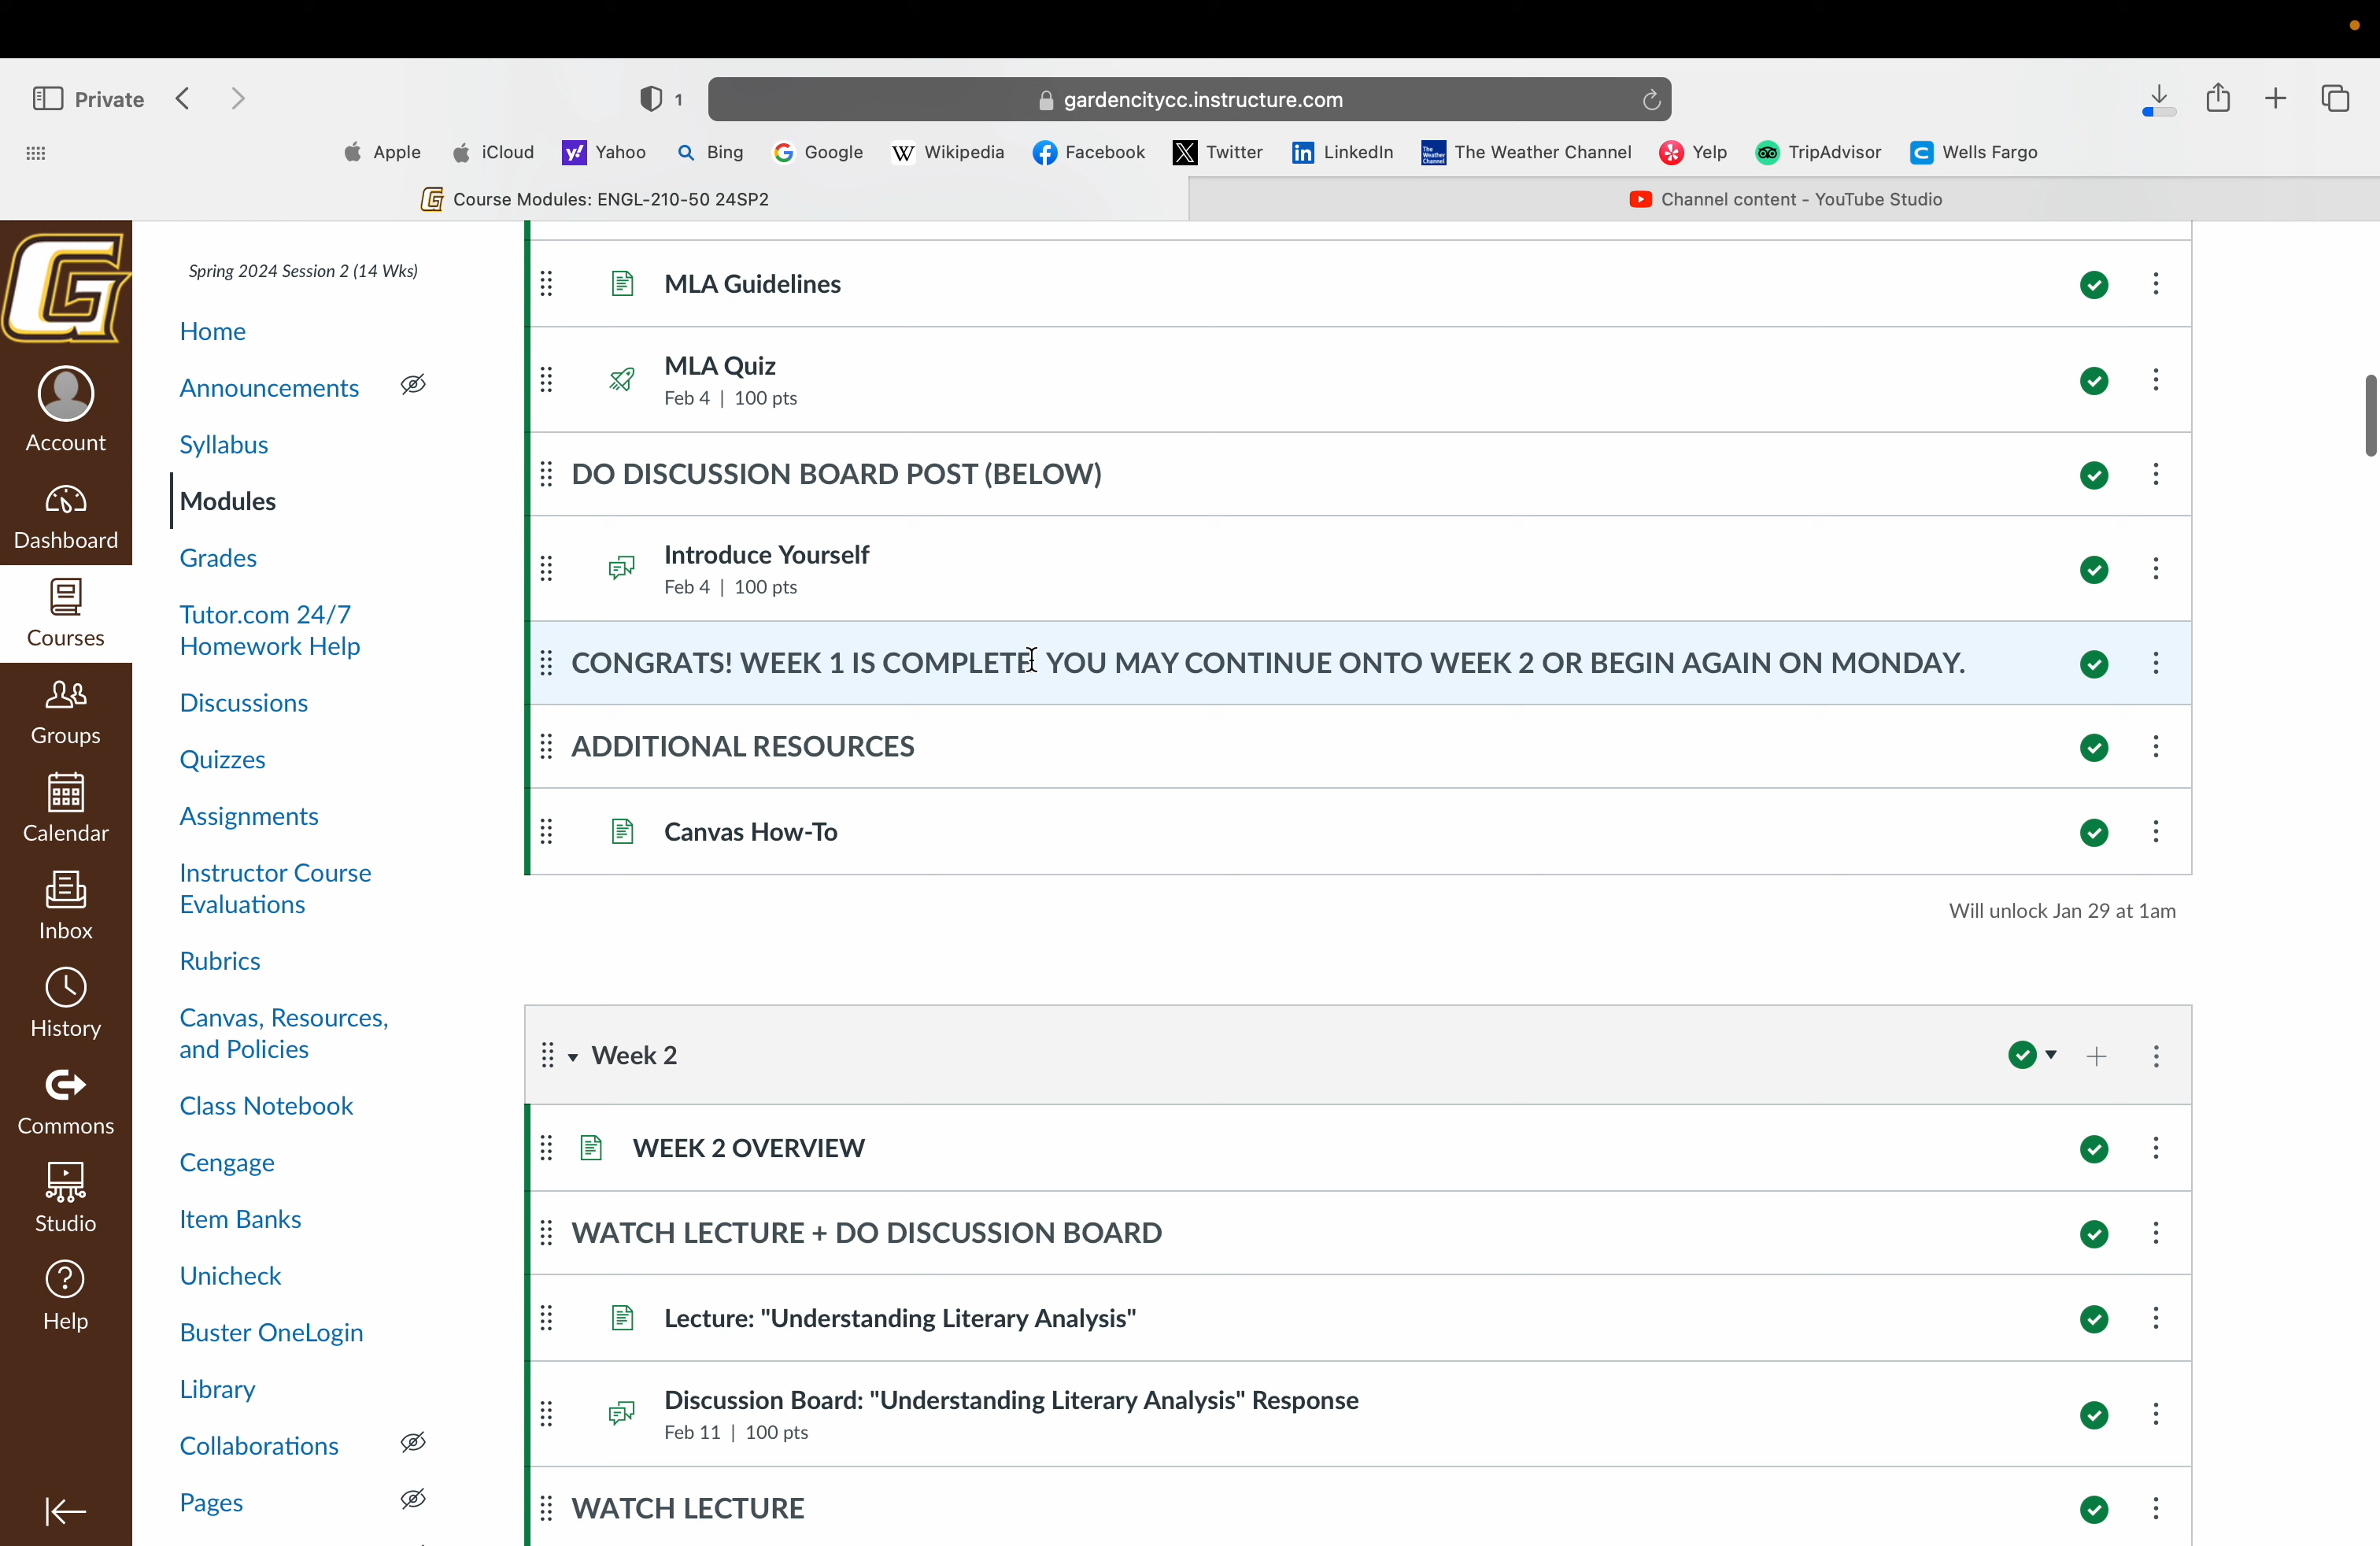 Private
1
gardencitycc.instructure.com
Apple
iCloud
Yahoo
Bing
Google
Wikipedia
Facebook
Twitter
LinkedIn
The Weather Channel
Yelp
TripAdvisor
Wells Fargo
Course Modules: ENGL-210-50 24SP2
Channel content - YouTube Studio
G
Account
Dashboard
Courses
Groups
Calendar
Inbox
History
Commons
Studio
Help
Spring 2024 Session 2 (14 Wks)
Home
Announcements
Syllabus
Modules
Grades
Tutor.com 24/7
Homework Help
Discussions
Quizzes
Assignments
Instructor Course
Evaluations
Rubrics
Canvas, Resources,
and Policies
Class Notebook
Cengage
Item Banks
Unicheck
Buster OneLogin
Library
Collaborations
Pages
MLA Guidelines
MLA Quiz
Feb 4 | 100 pts
DO DISCUSSION BOARD POST (BELOW)
Introduce Yourself
Feb 4 | 100 pts
CONGRATS! WEEK 1 IS COMPLETE YOU MAY CONTINUE ONTO WEEK 2 OR BEGIN AGAIN ON MONDAY.
ADDITIONAL RESOURCES
Canvas How-To
Will unlock Jan 29 at 1am
Week 2
WEEK 2 OVERVIEW
WATCH LECTURE + DO DISCUSSION BOARD
Lecture: "Understanding Literary Analysis"
Discussion Board: "Understanding Literary Analysis" Response
Feb 11 | 100 pts
WATCH LECTURE